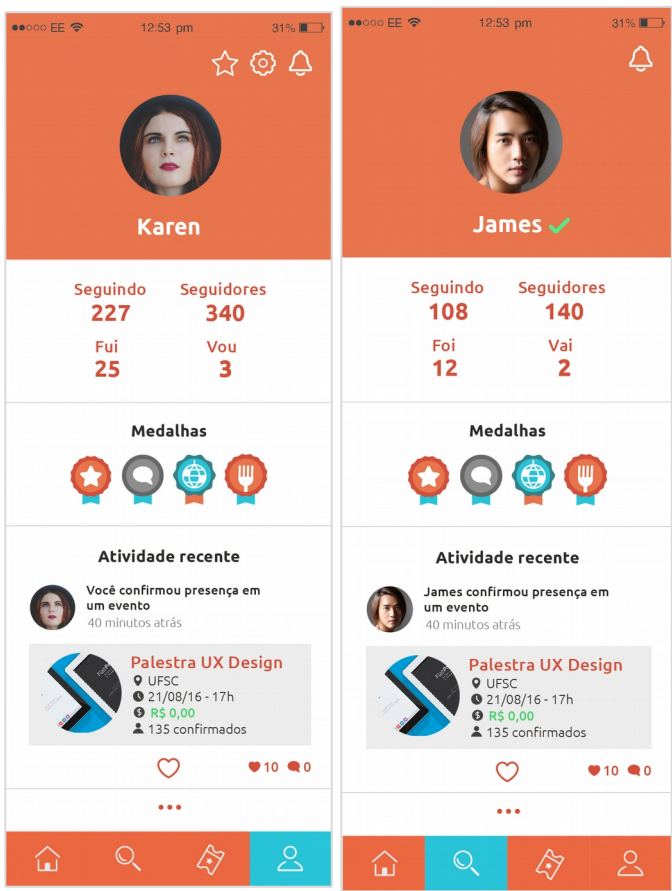 ●●○○○ EE 12:53 pm 31%
Karen
Seguindo Seguidores
227 340
Fui Vou
25 3
Medalhas
Atividade recente
Você confirmou presença em
um evento
40 minutos atrás
Palestra UX Design
UFSC
21/08/16 - 17h
R$ 0,00
135 confirmados
10 0
●●○○○ EE 12:53 pm 31%
James
Seguindo Seguidores
108 140
Foi Vai
12 2
Medalhas
Atividade recente
James confirmou presença em
um evento
40 minutos atrás
Palestra UX Design
UFSC
21/08/16 - 17h
R$ 0,00
135 confirmados
10 0